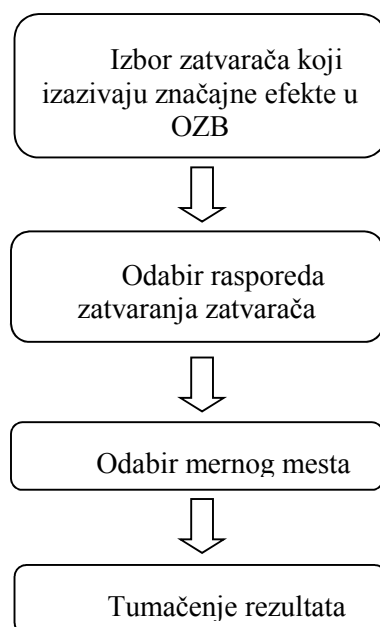 Izbor zatvarača koji
izazivaju značajne efekte u
OZB
Odabir rasporeda
zatvaranja zatvarača
Odabir mernog mesta
Tumačenje rezultata